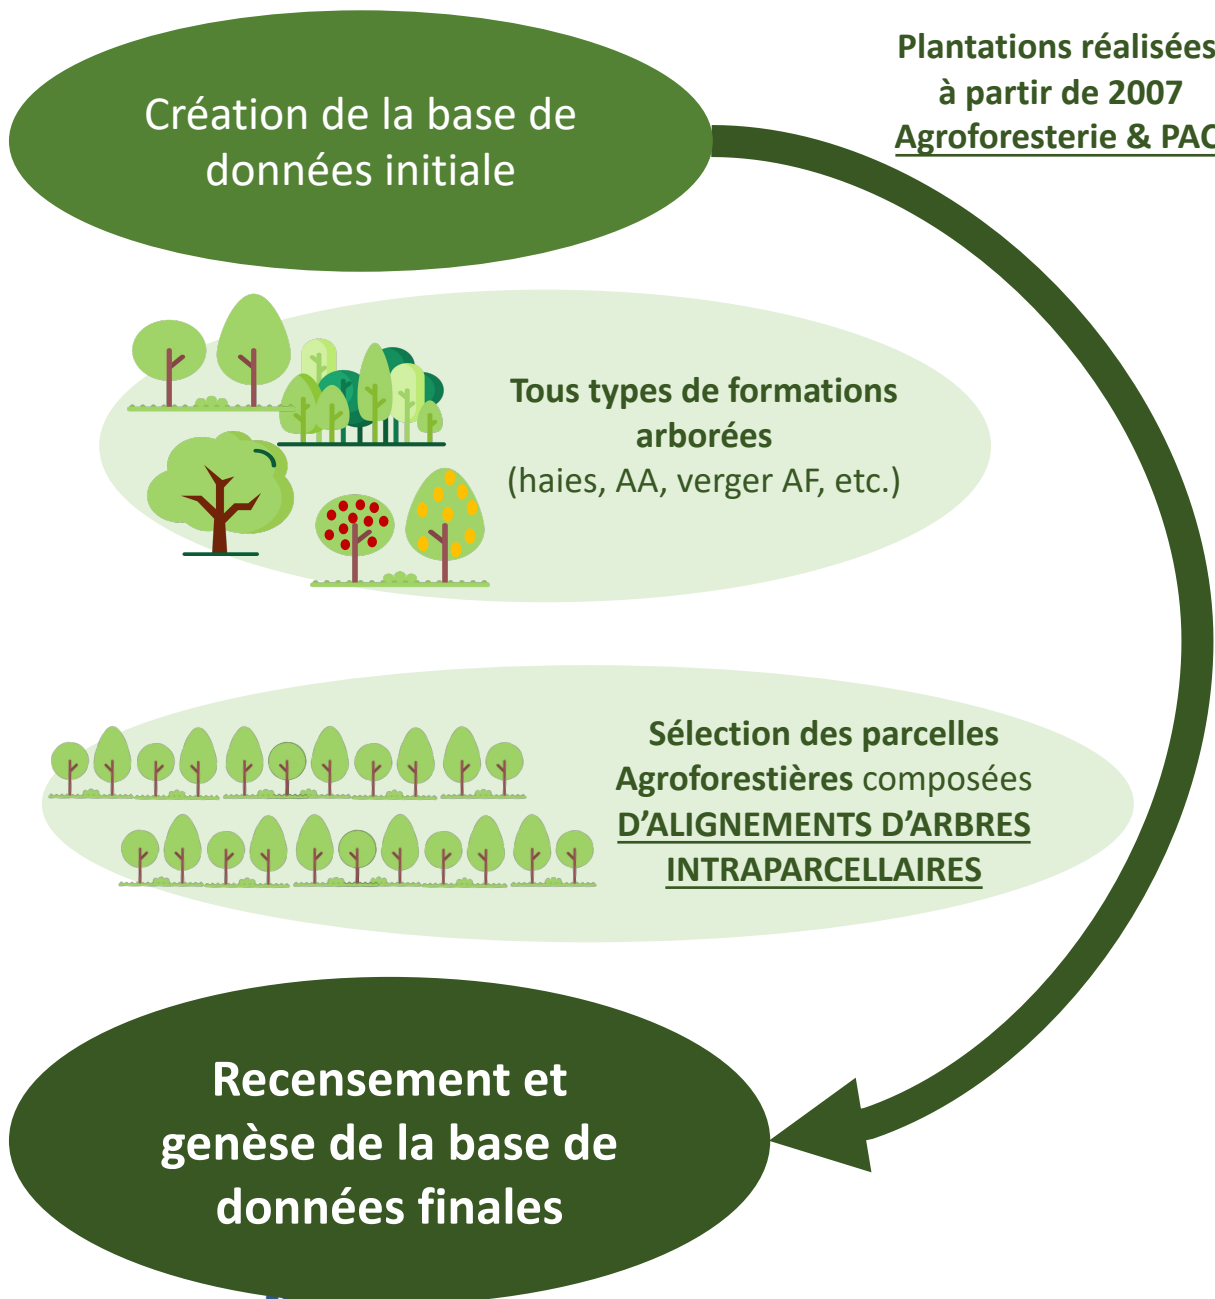 Création de la base de
données initiale
Plantations réalisées
à partir de 2007
Agroforesterie & PAC
Tous types de formations
arborées
(haies, AA, verger AF, etc.)
Sélection des parcelles
Agroforestières composées
D'ALIGNEMENTS D'ARBRES
INTRAPARCELLAIRES
Recensement et
genèse de la base de
données finales